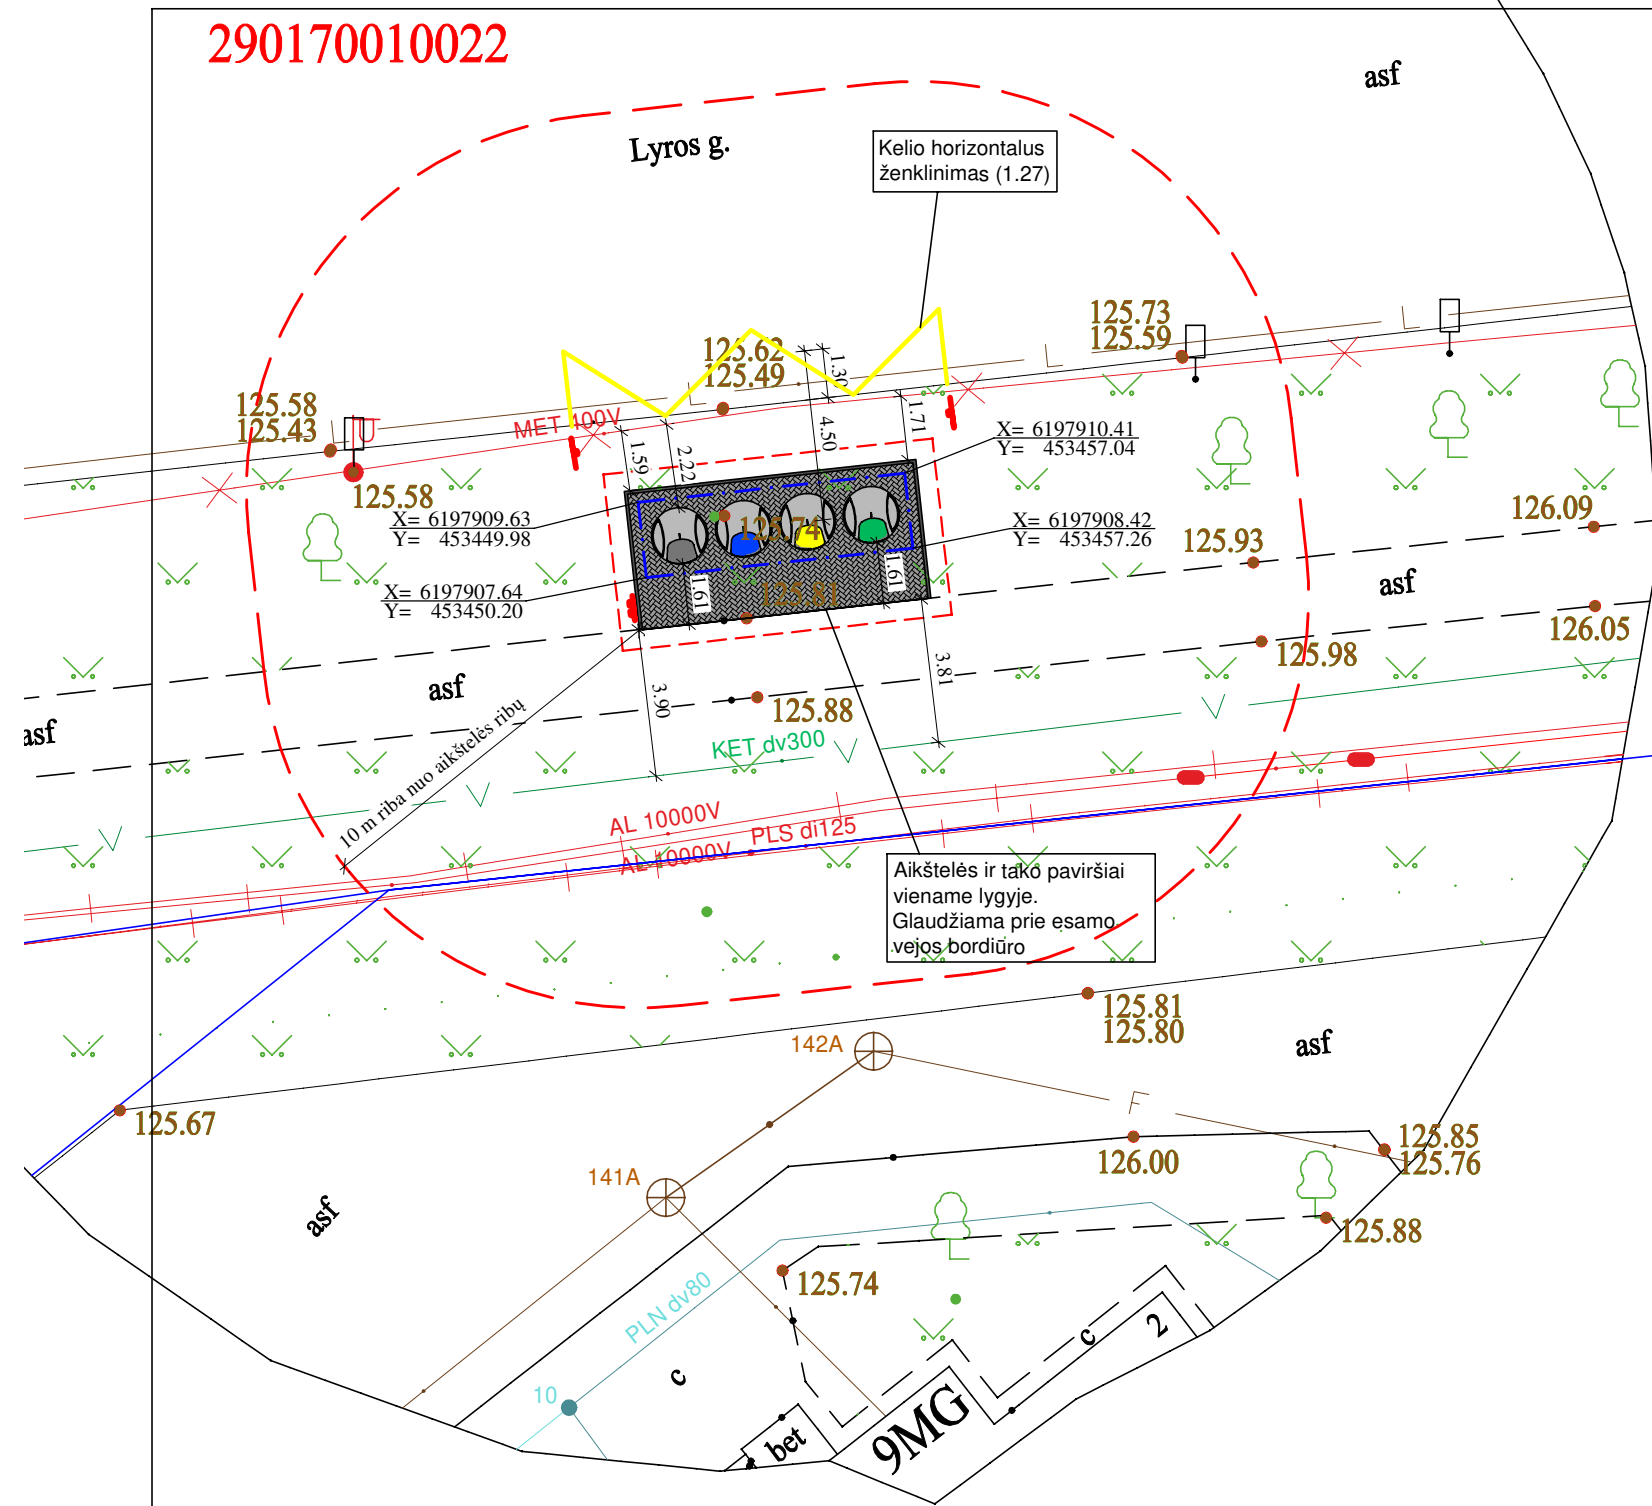 290170010022
asf
Lyros g.
Kelio horizontalus
ženklinimas (1.27)
125.73
125.59
L
L
125.62
125.49
1.30
L
125.58
125.43
L
U
MET 400V
1.59
2.22
4.50
1.71
X= 6197910.41
Y= 453457.04
125.58
X= 6197909.63
Y= 453449.98
125.74
X= 6197908.42
Y= 453457.26
126.09
125.93
asf
X= 6197907.64
Y= 453450.20
1.61
1.61
125.81
126.05
125.98
3.81
asf
3.90
125.88
asf
V
KET dv300
V
V
V
10 m riba nuo aikštelės ribų
AL 10000V
PLS di125
AL 10000V
Aikštelės ir tako paviršiai
viename lygyje.
Glaudžiama prie esamo
vejos bordiūro
125.81
125.80
142A
asf
F
125.67
125.85
125.76
126.00
141A
asf
125.88
125.74
PLN dv80
c
2
c
10
9MG
bet